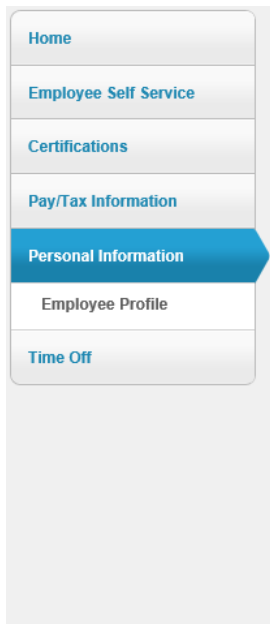 Home
Employee Self Service
Certifications
Pay/Tax Information
Personal Information
Employee Profile
Time Off